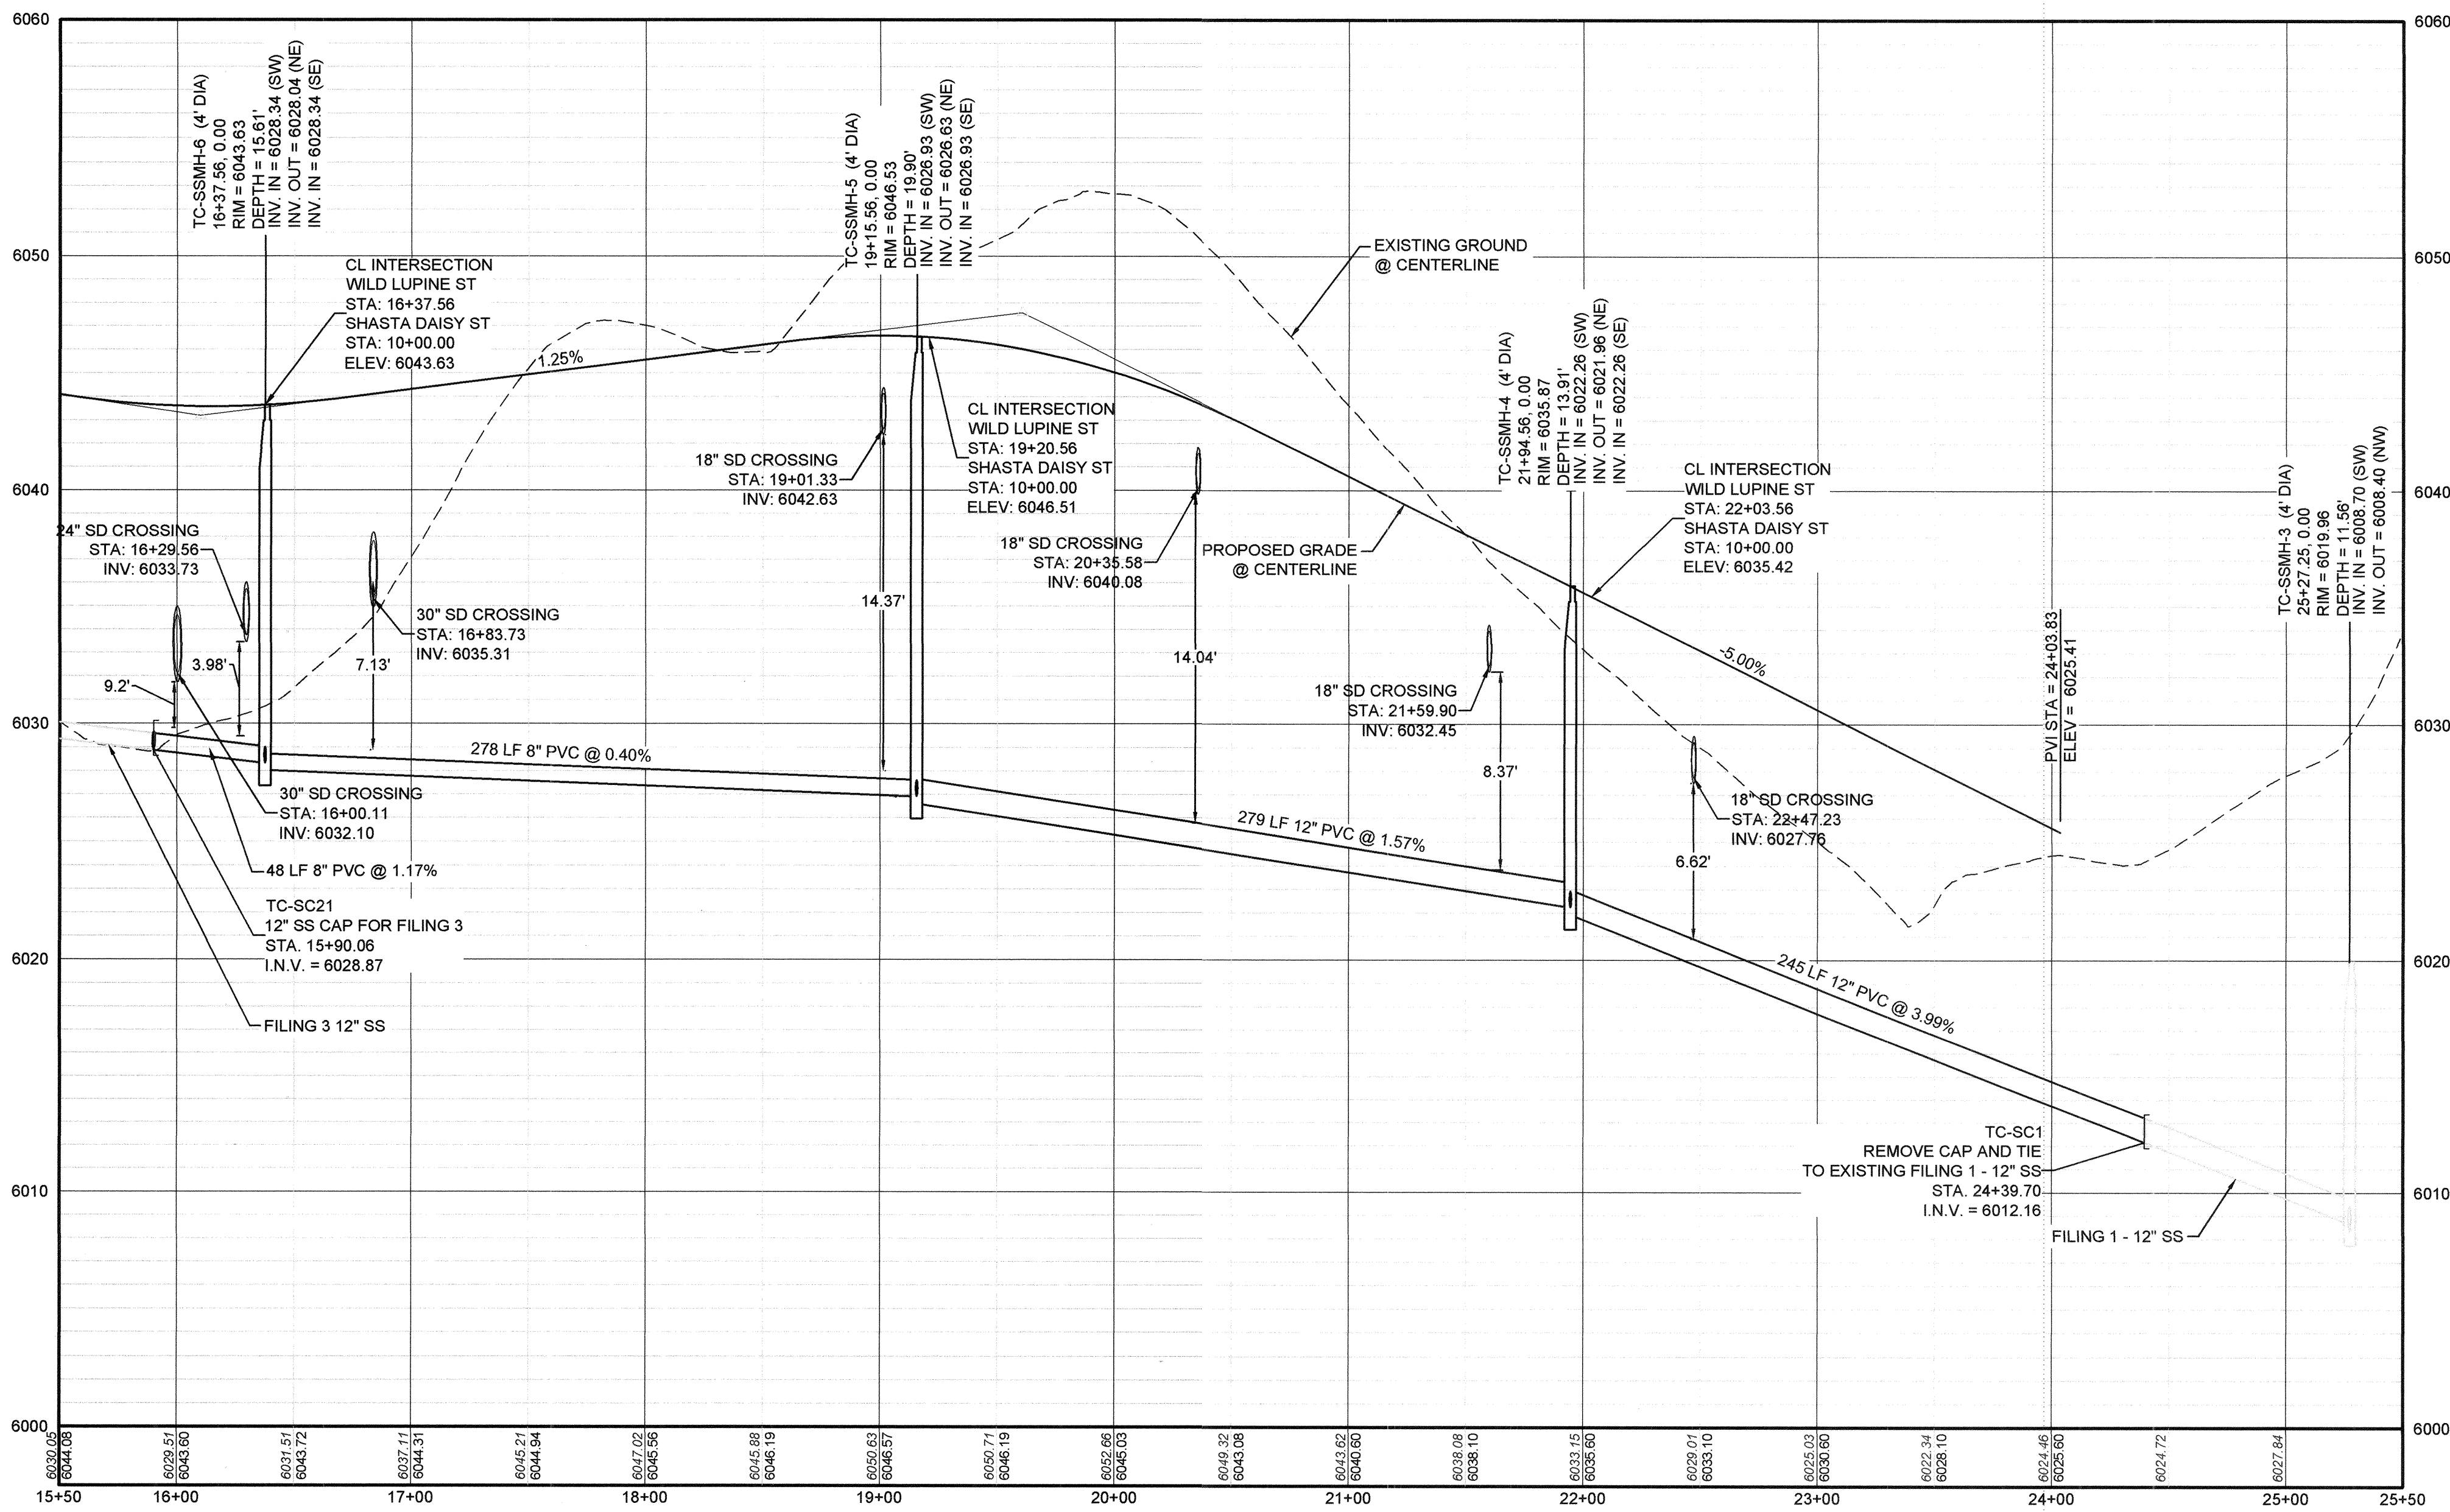 6060
6050
6040
6030
6020
6010
6000
6060
6050
6040
6030
6020
6010
6000
TC-SSMH-6 (4' DIA)
16+37.56, 0.00
RIM = 6043.63
DEPTH = 15.61'
INV. IN = 6028.34 (SW)
INV. OUT = 6028.04 (NE)
INV. IN = 6028.34 (SE)
CL INTERSECTION
WILD LUPINE ST
STA: 16+37.56
SHASTA DAISY ST
STA: 10+00.00
ELEV: 6043.63
1.25%
24" SD CROSSING
STA: 16+29.56
INV: 6033.73
3.98'
9.2'
7.13'
30" SD CROSSING
STA: 16+83.73
INV: 6035.31
278 LF 8" PVC @ 0.40%
30" SD CROSSING
STA: 16+00.11
INV: 6032.10
48 LF 8" PVC @ 1.17%
TC-SC21
12" SS CAP FOR FILING 3
STA. 15+90.06
I.N.V. = 6028.87
FILING 3 12" SS
TC-SSMH-5 (4' DIA)
19+15.56, 0.00
RIM = 6046.53
DEPTH = 19.90'
INV. IN = 6026.93 (SW)
INV. OUT = 6026.63 (NE)
INV. IN = 6026.93 (SE)
18" SD CROSSING
STA: 19+01.33
INV: 6042.63
14.37'
CL INTERSECTION
WILD LUPINE ST
STA: 19+20.56
SHASTA DAISY ST
STA: 10+00.00
ELEV: 6046.51
18" SD CROSSING
STA: 20+35.58
INV: 6040.08
14.04'
EXISTING GROUND
@ CENTERLINE
PROPOSED GRADE
@ CENTERLINE
279 LF 12" PVC @ 1.57%
TC-SSMH-4 (4' DIA)
21+94.56, 0.00
RIM = 6035.87
DEPTH = 13.91'
INV. IN = 6022.26 (SW)
INV. OUT = 6021.96 (NE)
INV. IN = 6022.26 (SE)
18" SD CROSSING
STA: 21+59.90
INV: 6032.45
8.37'
CL INTERSECTION
WILD LUPINE ST
STA: 22+03.56
SHASTA DAISY ST
STA: 10+00.00
ELEV: 6035.42
-5.00%
18" SD CROSSING
STA: 22+47.23
INV: 6027.76
6.62'
PVI STA = 24+03.83
ELEV = 6025.41
245 LF 12" PVC @ 3.99%
TC-SSMH-3 (4' DIA)
25+27.25, 0.00
RIM = 6019.96
DEPTH = 11.56'
INV. IN = 6008.70 (SW)
INV. OUT = 6008.40 (NW)
TC-SC1
REMOVE CAP AND TIE
TO EXISTING FILING 1 - 12" SS
STA. 24+39.70
I.N.V. = 6012.16
FILING 1 - 12" SS
6030.05
6044.08
6029.51
6043.60
6031.51
6043.72
6037.11
6044.31
6045.21
6044.94
6047.02
6045.56
6045.88
6046.19
6050.63
6046.57
6050.71
6046.19
6052.66
6045.03
6049.32
6043.08
6043.62
6040.60
6038.08
6038.10
6033.15
6035.60
6029.01
6033.10
6025.03
6030.60
6022.34
6028.10
6024.46
6025.60
6024.72
6027.84
15+50
16+00
17+00
18+00
19+00
20+00
21+00
22+00
23+00
24+00
25+00
25+50